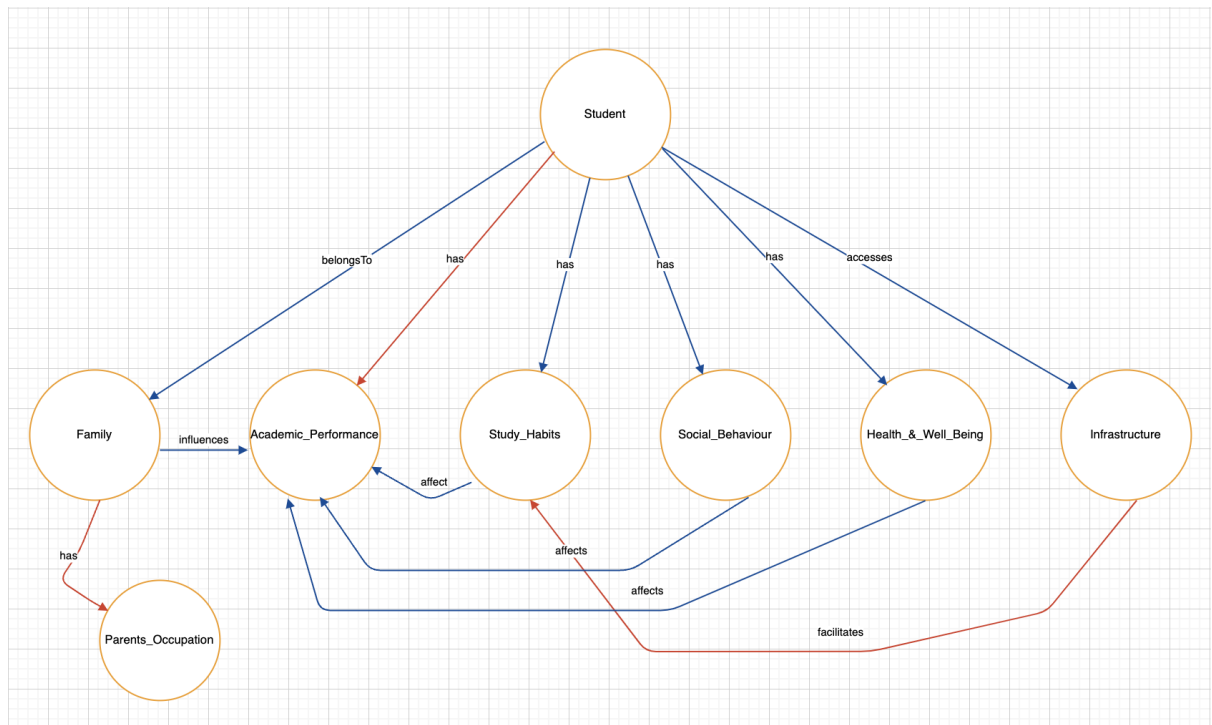 Student
belongsTo
has
has
has
has
accesses
Family
influences
Academic_Performance
Study_Habits
Social_Behaviour
Health_&_Well_Being
Infrastructure
affect
has
affects
affects
facilitates
Parents_Occupation